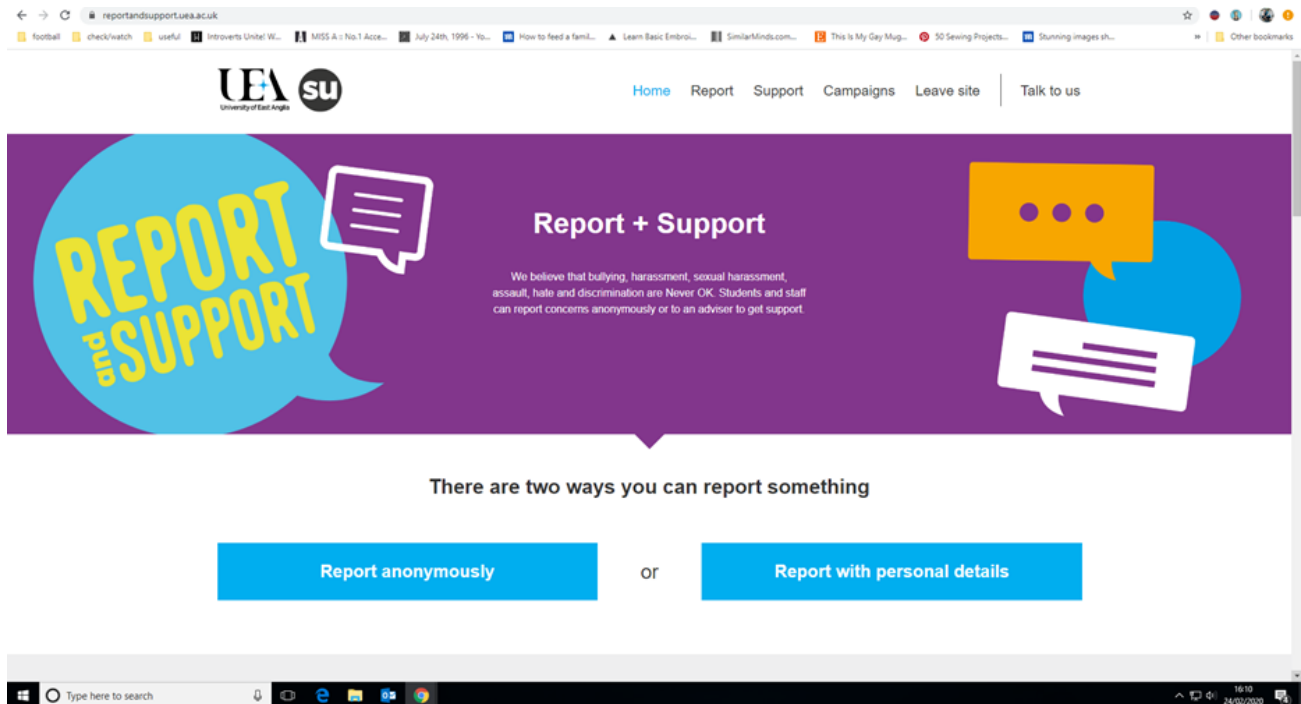 reportandsupport.uea.ac.uk
football check/watch useful Introverts Unite! W... MISS A :: No.1 Acce... July 24th, 1996 - Yo... How to feed a famil... Learn Basic Embroi... SimilarMinds.com... This Is My Gay Mug... 50 Sewing Projects... Stunning images sh... » Other bookmarks
UEA su
University of East Anglia
Home Report Support Campaigns Leave site Talk to us
REPORT
and
SUPPORT
Report + Support
We believe that bullying, harassment, sexual harassment,
assault, hate and discrimination are Never OK. Students and staff
can report concerns anonymously or to an adviser to get support.
There are two ways you can report something
Report anonymously or Report with personal details
Type here to search
16:10
24/02/2020